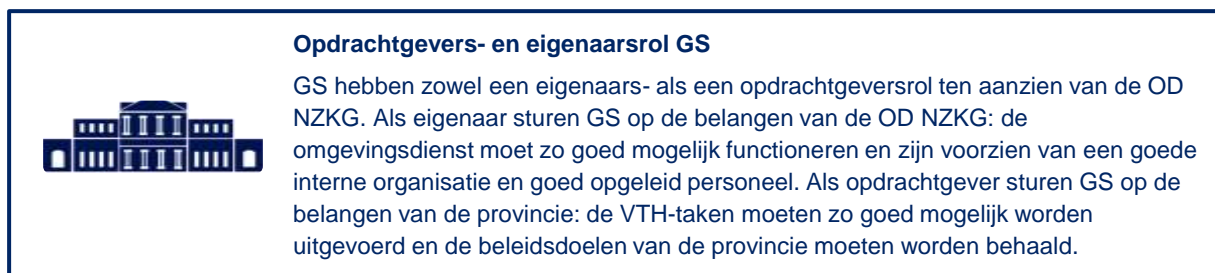 Opdrachtgevers- en eigenaarsrol GS
GS hebben zowel een eigenaars- als een opdrachtgeversrol ten aanzien van de OD
NZKG. Als eigenaar sturen GS op de belangen van de OD NZKG: de
omgevingsdienst moet zo goed mogelijk functioneren en zijn voorzien van een goede
interne organisatie en goed opgeleid personeel. Als opdrachtgever sturen GS op de
belangen van de provincie: de VTH-taken moeten zo goed mogelijk worden
uitgevoerd en de beleidsdoelen van de provincie moeten worden behaald.